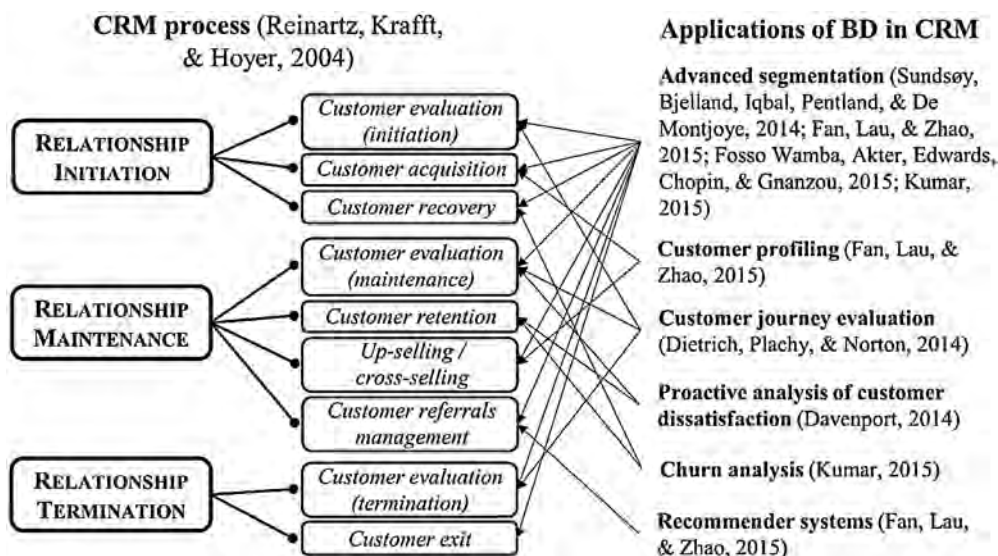 CRM process (Reinartz, Krafft,
& Hoyer, 2004)
RELATIONSHIP
INITIATION
Customer evaluation
(initiation)
Customer acquisition
Customer recovery
RELATIONSHIP
MAINTENANCE
Customer evaluation
(maintenance)
Customer retention
Up-selling /
cross-selling
Customer referrals
management
RELATIONSHIP
TERMINATION
Customer evaluation
(termination)
Customer exit
Applications of BD in CRM
Advanced segmentation (Sundsøy,
Bjelland, Iqbal, Pentland, & De
Montjoye, 2014; Fan, Lau, & Zhao,
2015; Fosso Wamba, Akter, Edwards,
Chopin, & Gnanzou, 2015; Kumar,
2015)
Customer profiling (Fan, Lau, &
Zhao, 2015)
Customer journey evaluation
(Dietrich, Plachy, & Norton, 2014)
Proactive analysis of customer
dissatisfaction (Davenport, 2014)
Churn analysis (Kumar, 2015)
Recommender systems (Fan, Lau,
& Zhao, 2015)